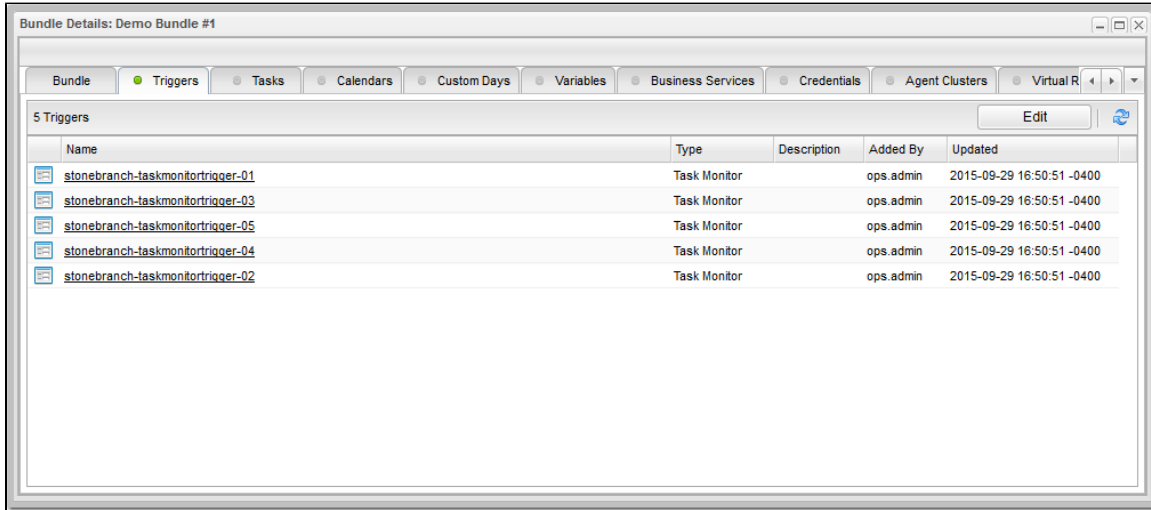 Bundle Details: Demo Bundle #1
Bundle Triggers Tasks Calendars Custom Days Variables Business Services Credentials Agent Clusters Virtual R
5 Triggers Edit
Name Type Description Added By Updated
stonebranch-taskmonitortrigger-01 Task Monitor ops.admin 2015-09-29 16:50:51 -0400
stonebranch-taskmonitortrigger-03 Task Monitor ops.admin 2015-09-29 16:50:51 -0400
stonebranch-taskmonitortrigger-05 Task Monitor ops.admin 2015-09-29 16:50:51 -0400
stonebranch-taskmonitortrigger-04 Task Monitor ops.admin 2015-09-29 16:50:51 -0400
stonebranch-taskmonitortrigger-02 Task Monitor ops.admin 2015-09-29 16:50:51 -0400